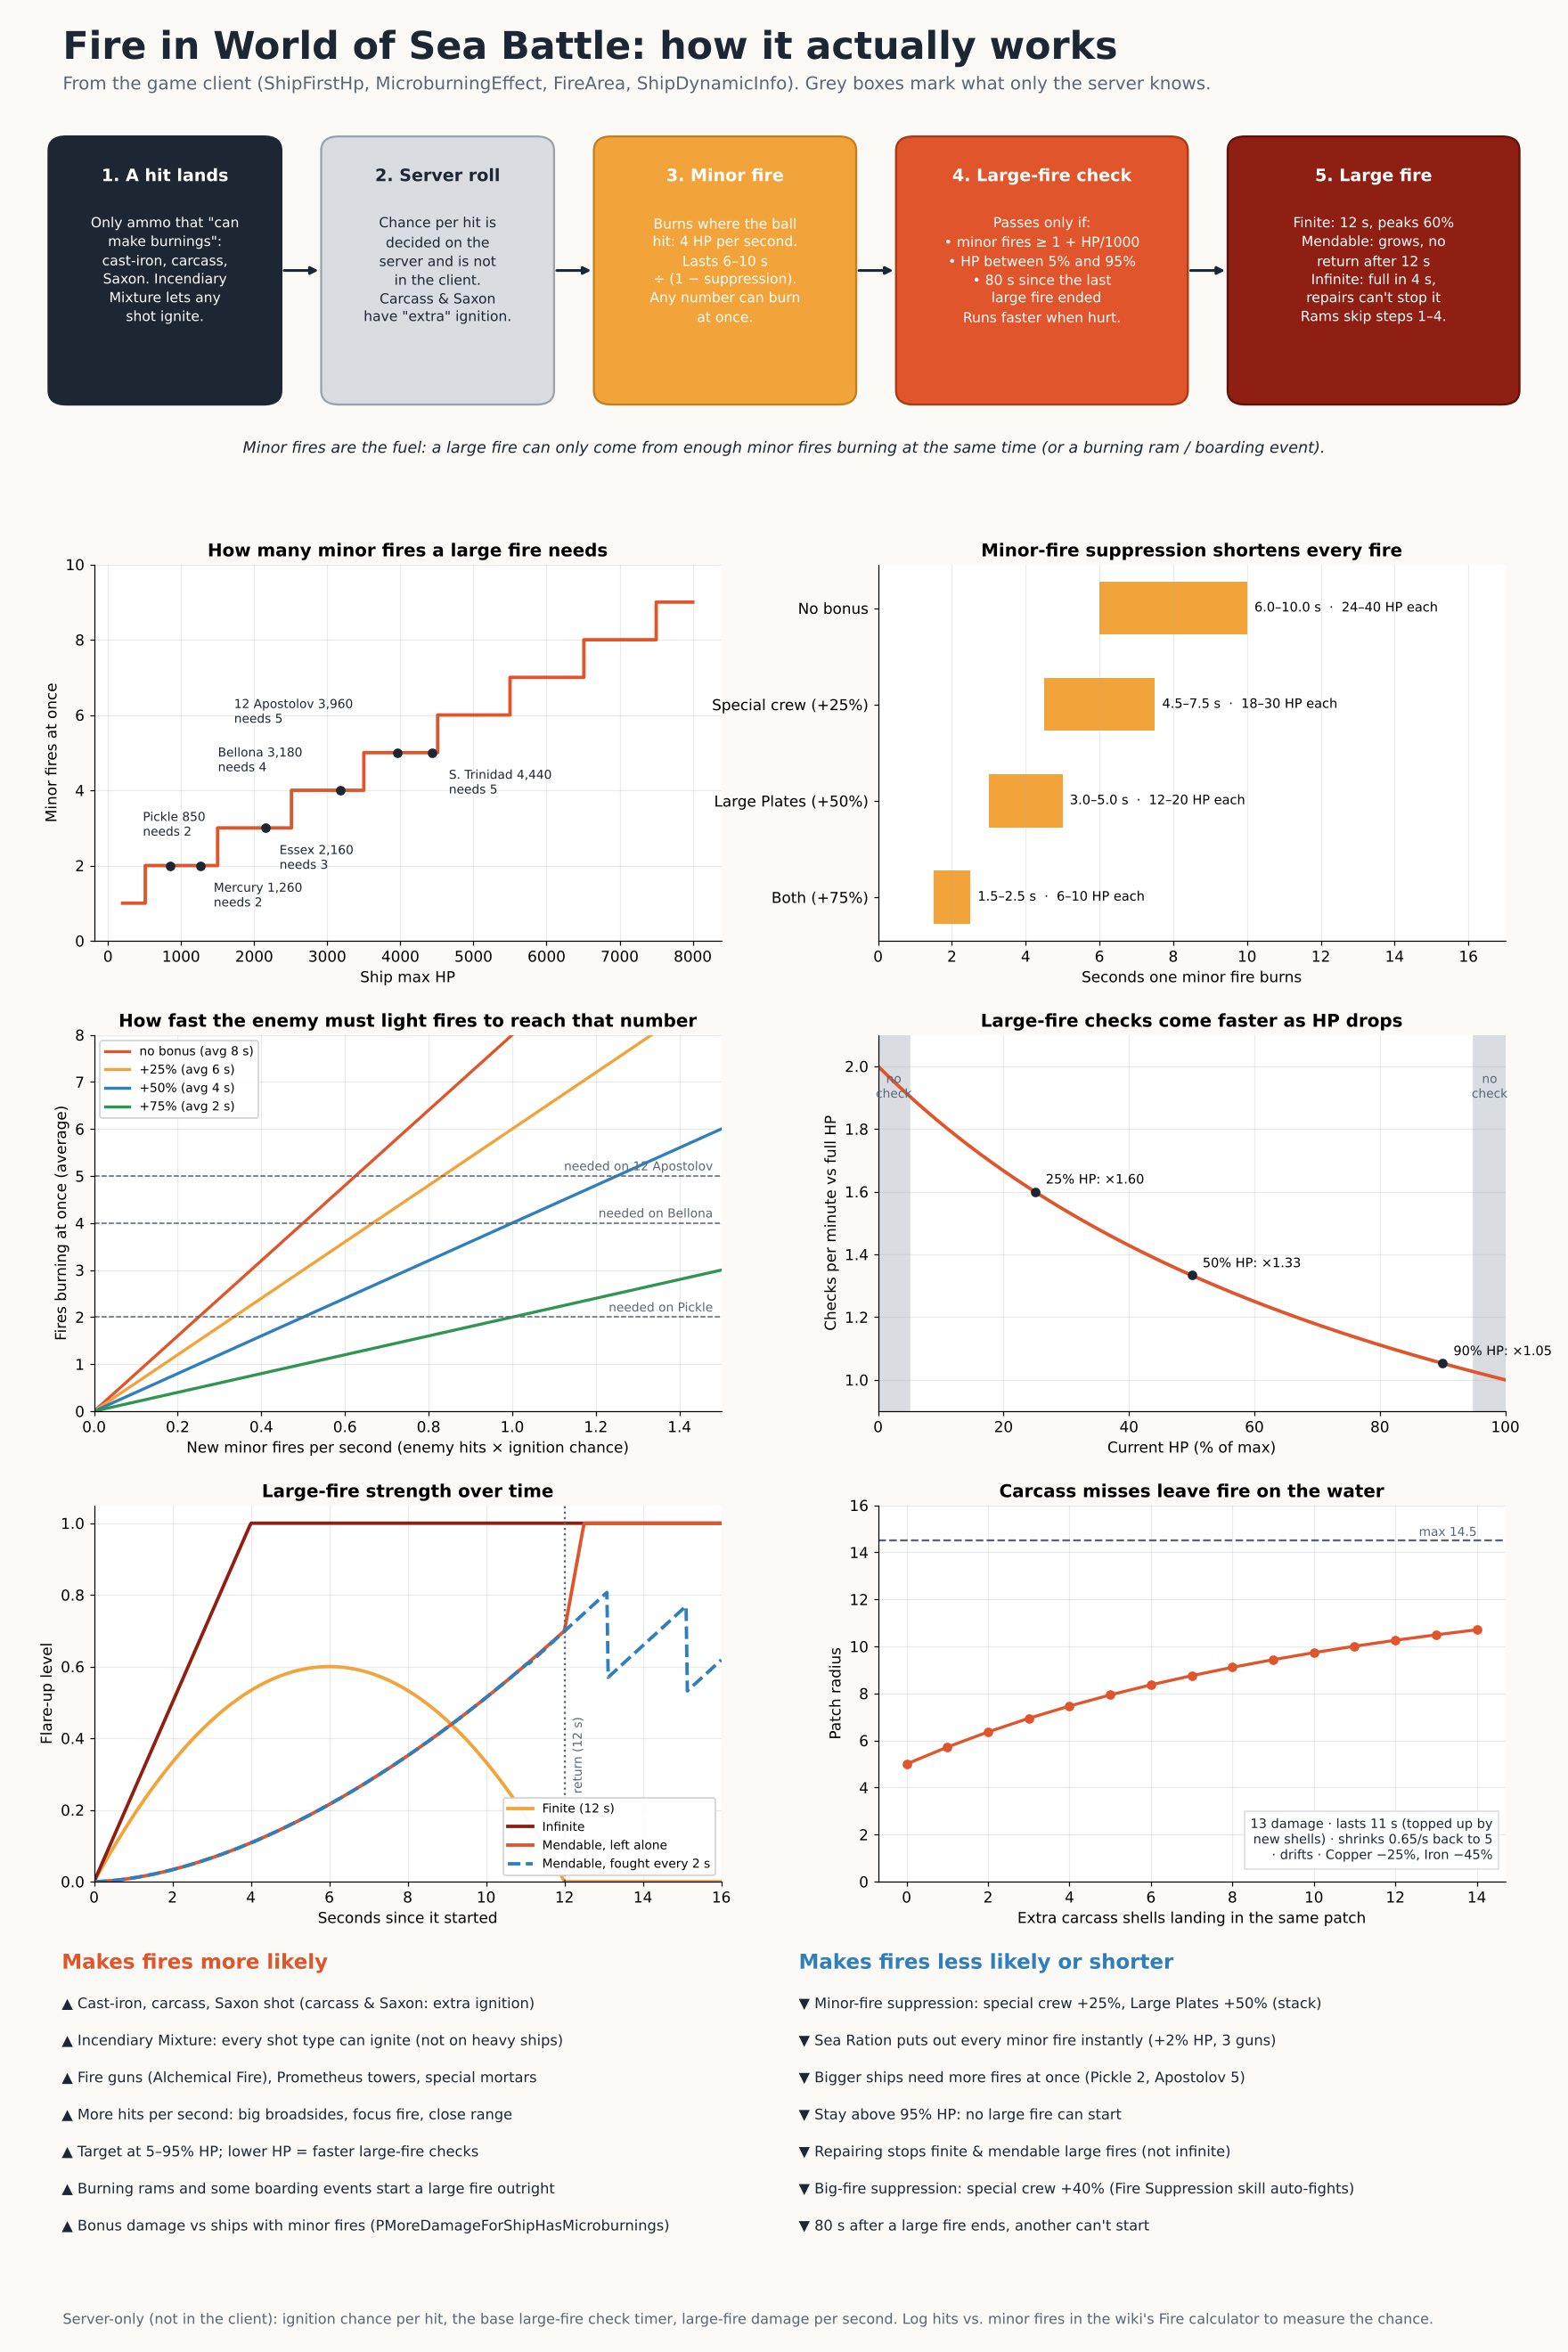 Fire in World of Sea Battle: how it actually works
From the game client (ShipFirstHp, MicroburningEffect, FireArea, ShipDynamicInfo). Grey boxes mark what only the server knows.
1. A hit lands
Only ammo that "can
make burnings":
cast-iron, carcass,
Saxon. Incendiary
Mixture lets any
shot ignite.
2. Server roll
Chance per hit is
decided on the
server and is not
in the client.
Carcass & Saxon
have "extra" ignition.
3. Minor fire
Burns where the ball
hit: 4 HP per second.
Lasts 6–10 s
÷ (1 − suppression).
Any number can burn
at once.
4. Large-fire check
Passes only if:
• minor fires ≥ 1 + HP/1000
• HP between 5% and 95%
• 80 s since the last
large fire ended
Runs faster when hurt.
5. Large fire
Finite: 12 s, peaks 60%
Mendable: grows, no
return after 12 s
Infinite: full in 4 s,
repairs can't stop it
Rams skip steps 1–4.
Minor fires are the fuel: a large fire can only come from enough minor fires burning at the same time (or a burning ram / boarding event).
How many minor fires a large fire needs
Minor fires at once
10
8
6
4
2
0
12 Apostolov 3,960
needs 5
Bellona 3,180
needs 4
S. Trinidad 4,440
needs 5
Pickle 850
needs 2
Essex 2,160
needs 3
Mercury 1,260
needs 2
0 1000 2000 3000 4000 5000 6000 7000 8000
Ship max HP
Minor-fire suppression shortens every fire
No bonus
6.0–10.0 s · 24–40 HP each
Special crew (+25%)
4.5–7.5 s · 18–30 HP each
Large Plates (+50%)
3.0–5.0 s · 12–20 HP each
Both (+75%)
1.5–2.5 s · 6–10 HP each
0 2 4 6 8 10 12 14 16
Seconds one minor fire burns
How fast the enemy must light fires to reach that number
Fires burning at once (average)
8
7
6
5
4
3
2
1
0
no bonus (avg 8 s)
+25% (avg 6 s)
+50% (avg 4 s)
+75% (avg 2 s)
needed on 12 Apostolov
needed on Bellona
needed on Pickle
0.0 0.2 0.4 0.6 0.8 1.0 1.2 1.4
New minor fires per second (enemy hits × ignition chance)
Large-fire checks come faster as HP drops
Checks per minute vs full HP
2.0
1.8
1.6
1.4
1.2
1.0
no
check
no
check
25% HP: ×1.60
50% HP: ×1.33
90% HP: ×1.05
0 20 40 60 80 100
Current HP (% of max)
Large-fire strength over time
Flare-up level
1.0
0.8
0.6
0.4
0.2
0.0
return (12 s)
Finite (12 s)
Infinite
Mendable, left alone
Mendable, fought every 2 s
0 2 4 6 8 10 12 14 16
Seconds since it started
Carcass misses leave fire on the water
Patch radius
16
14
12
10
8
6
4
2
0
max 14.5
13 damage · lasts 11 s (topped up by
new shells) · shrinks 0.65/s back to 5
· drifts · Copper −25%, Iron −45%
0 2 4 6 8 10 12 14
Extra carcass shells landing in the same patch
Makes fires more likely
▲ Cast-iron, carcass, Saxon shot (carcass & Saxon: extra ignition)
▲ Incendiary Mixture: every shot type can ignite (not on heavy ships)
▲ Fire guns (Alchemical Fire), Prometheus towers, special mortars
▲ More hits per second: big broadsides, focus fire, close range
▲ Target at 5–95% HP; lower HP = faster large-fire checks
▲ Burning rams and some boarding events start a large fire outright
▲ Bonus damage vs ships with minor fires (PMoreDamageForShipHasMicroburnings)
Makes fires less likely or shorter
▼ Minor-fire suppression: special crew +25%, Large Plates +50% (stack)
▼ Sea Ration puts out every minor fire instantly (+2% HP, 3 guns)
▼ Bigger ships need more fires at once (Pickle 2, Apostolov 5)
▼ Stay above 95% HP: no large fire can start
▼ Repairing stops finite & mendable large fires (not infinite)
▼ Big-fire suppression: special crew +40% (Fire Suppression skill auto-fights)
▼ 80 s after a large fire ends, another can't start
Server-only (not in the client): ignition chance per hit, the base large-fire check timer, large-fire damage per second. Log hits vs. minor fires in the wiki's Fire calculator to measure the chance.